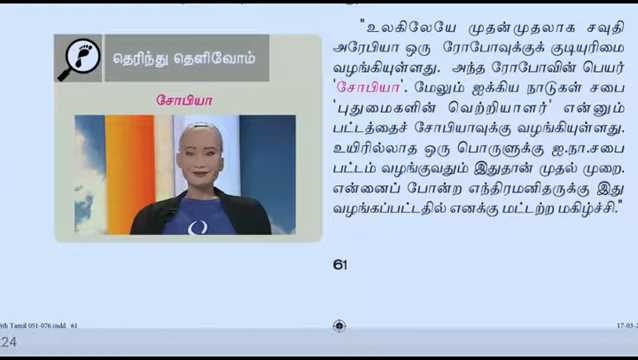 தெரிந்து தெளிவோம்
சோபியா
"உலகிலேயே முதன்முதலாக சவுதி
அரேபியா ஒரு ரோபோவுக்குக் குடியுரிமை
வழங்கியுள்ளது. அந்த ரோபோவின் பெயர்
'சோபியா'. மேலும் ஐக்கிய நாடுகள் சபை
'புதுமைகளின் வெற்றியாளர்' என்னும்
பட்டத்தைச் சோபியாவுக்கு வழங்கியுள்ளது.
உயிரில்லாத ஒரு பொருளுக்கு ஐ.நா.சபை
பட்டம் வழங்குவதும் இதுதான் முதல் முறை.
என்னைப் போன்ற எந்திரமனிதருக்கு இது
வழங்கப்பட்டதில் எனக்கு மட்டற்ற மகிழ்ச்சி."
61
th Tamil 051-076.indd 61
17-03-2
:24